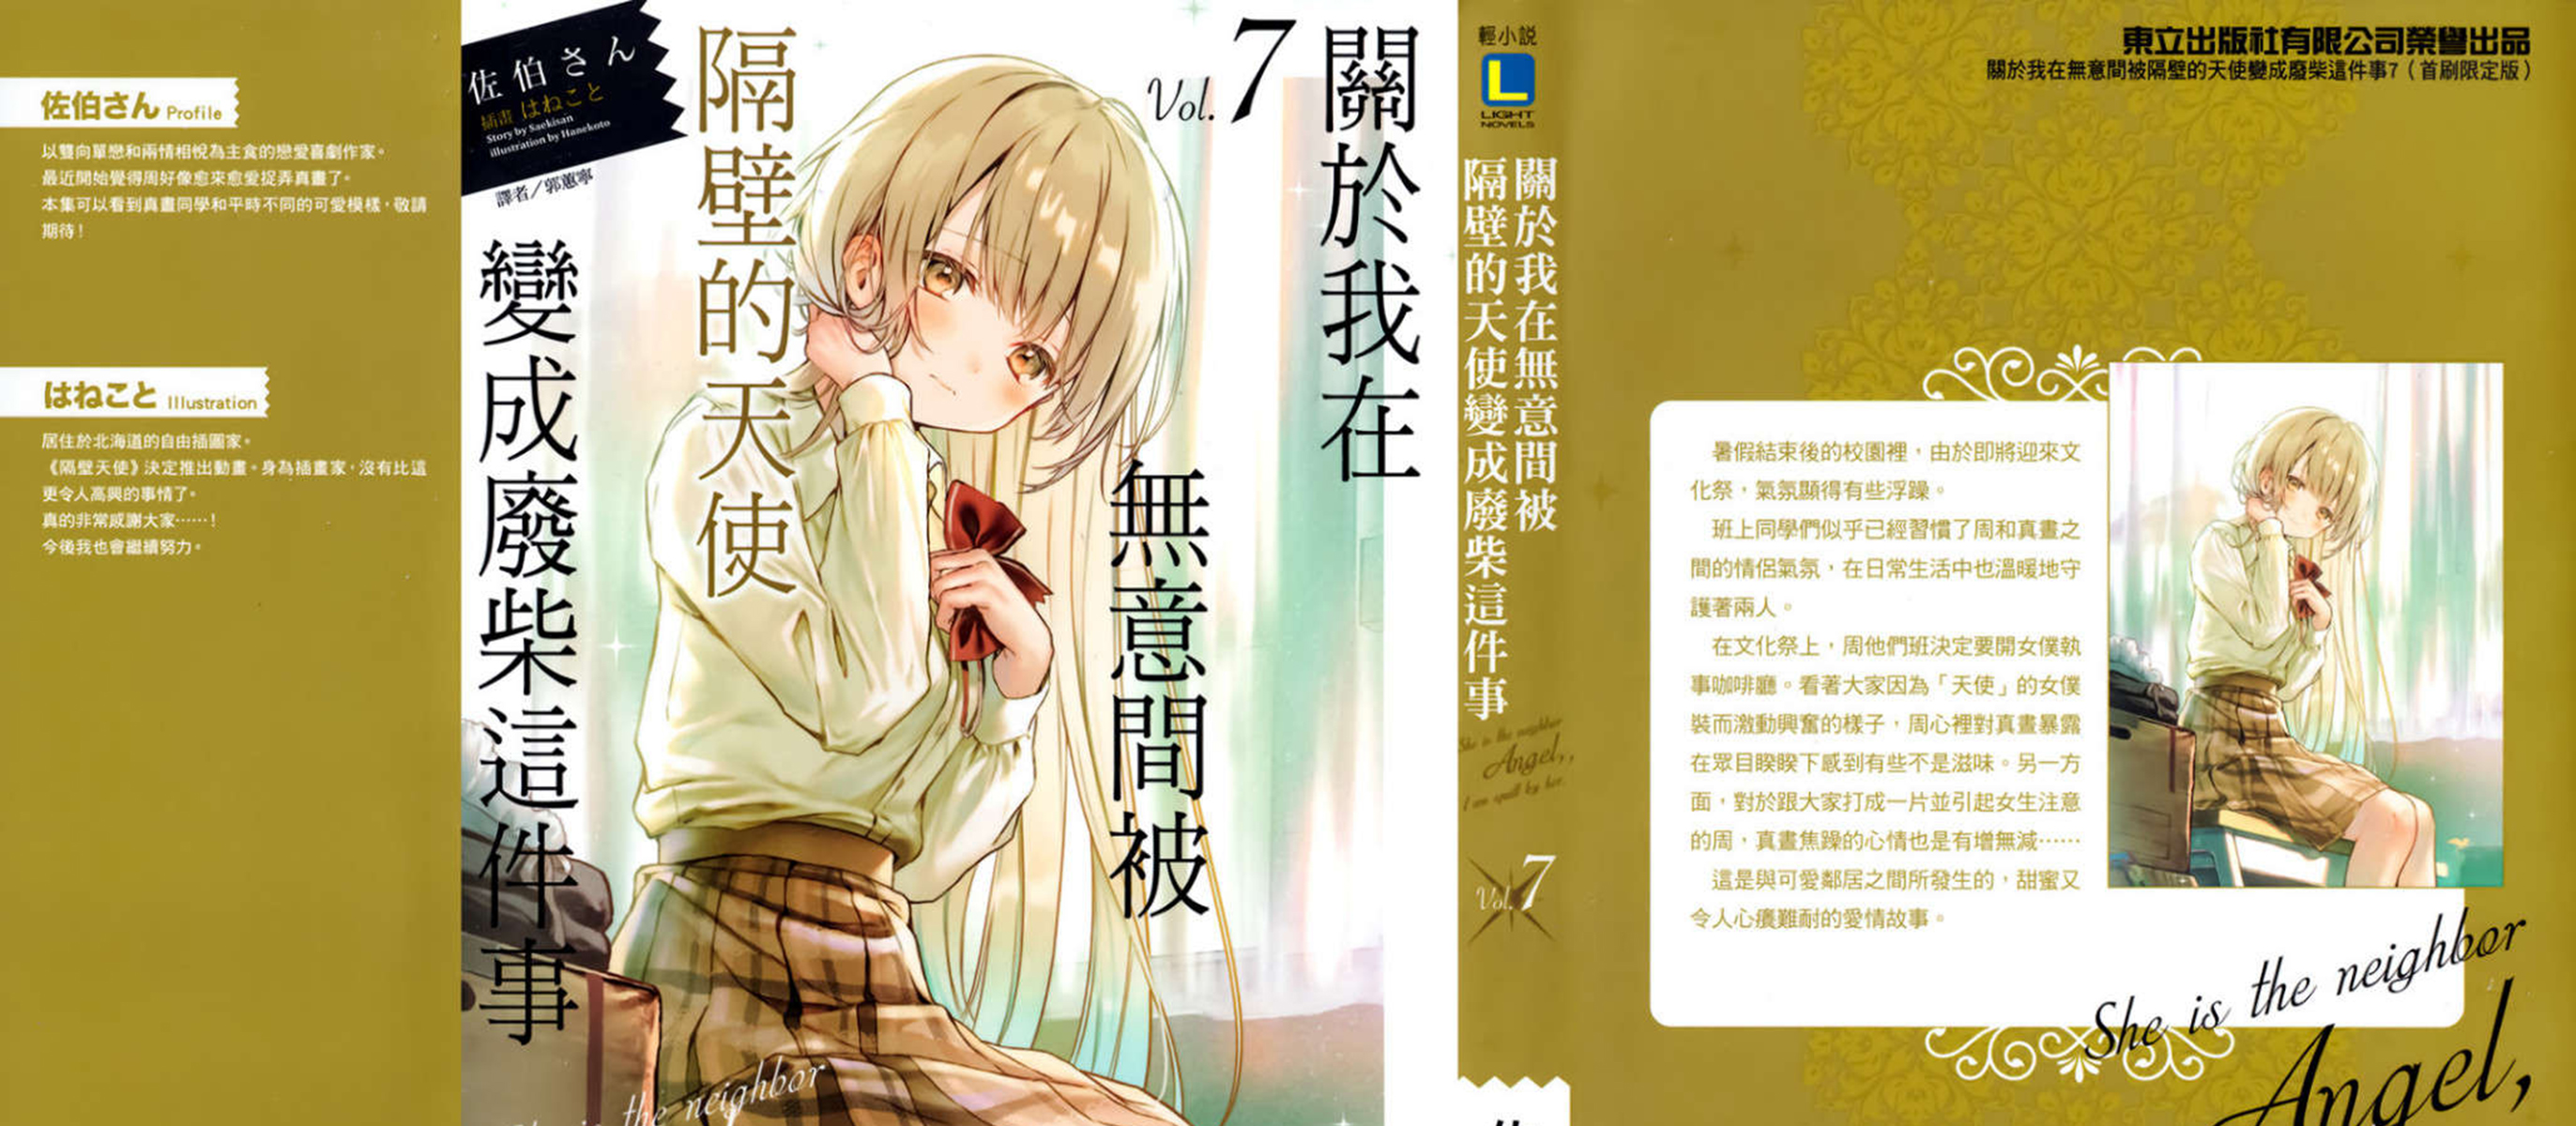 佐伯さん Profile
以雙向單戀和兩情相悅為主食的戀愛喜劇作家。
最近開始覺得周好像愈來愈愛捉弄真晝了。
本集可以看到真晝同學和平時不同的可愛模樣，敬請
期待！
はねこと Illustration
居住於北海道的自由插圖家。
《隔壁天使》決定推出動畫。身為插畫家，沒有比這
更令人高興的事情了。
真的非常感謝大家……！
今後我也會繼續努力。
佐伯さん
插畫 はねこと
Story by Saekisan
illustration by Hanekoto
譯者／郭蕙寧
Vol.7
關於我在
無意間被
隔壁的天使
變成廢柴這件事
the neighbor
輕小説
L
LIGHT
NOVELS
關於我在無意間被
隔壁的天使變成廢柴這件事
She is the neighbor
Angel,
I am spoilt by her.
Vol.7
東立出版社有限公司榮譽出品
關於我在無意間被隔壁的天使變成廢柴這件事7（首刷限定版）
暑假結束後的校園裡，由於即將迎來文
化祭，氣氛顯得有些浮躁。
班上同學們似乎已經習慣了周和真晝之
間的情侶氣氛，在日常生活中也溫暖地守
護著兩人。
在文化祭上，周他們班決定要開女僕執
事咖啡廳。看著大家因為「天使」的女僕
裝而激動興奮的樣子，周心裡對真晝暴露
在眾目睽睽下感到有些不是滋味。另一方
面，對於跟大家打成一片並引起女生注意
的周，真晝焦躁的心情也是有增無減……
這是與可愛鄰居之間所發生的，甜蜜又
令人心癢難耐的愛情故事。
She is the neighbor
Angel,